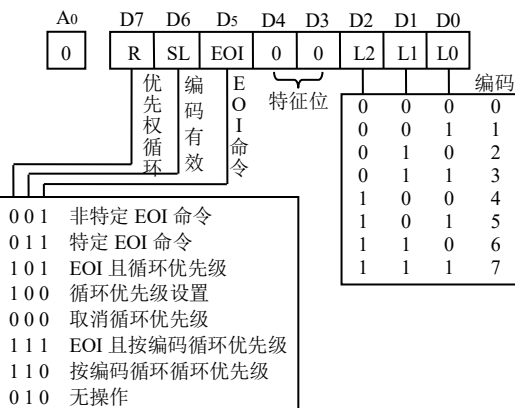 A0 D7 D6 D5 D4 D3 D2 D1 D0
0 R SL EOI 0 0 L2 L1 L0
优先权循环
编码有效
EOI命令
特征位
编码
0 0 0 0
0 0 1 1
0 1 0 2
0 1 1 3
1 0 0 4
1 0 1 5
1 1 0 6
1 1 1 7
0 0 1 非特定 EOI 命令
0 1 1 特定 EOI 命令
1 0 1 EOI 且循环优先级
1 0 0 循环优先级设置
0 0 0 取消循环优先级
1 1 1 EOI 且按编码循环优先级
1 1 0 按编码循环循环优先级
0 1 0 无操作